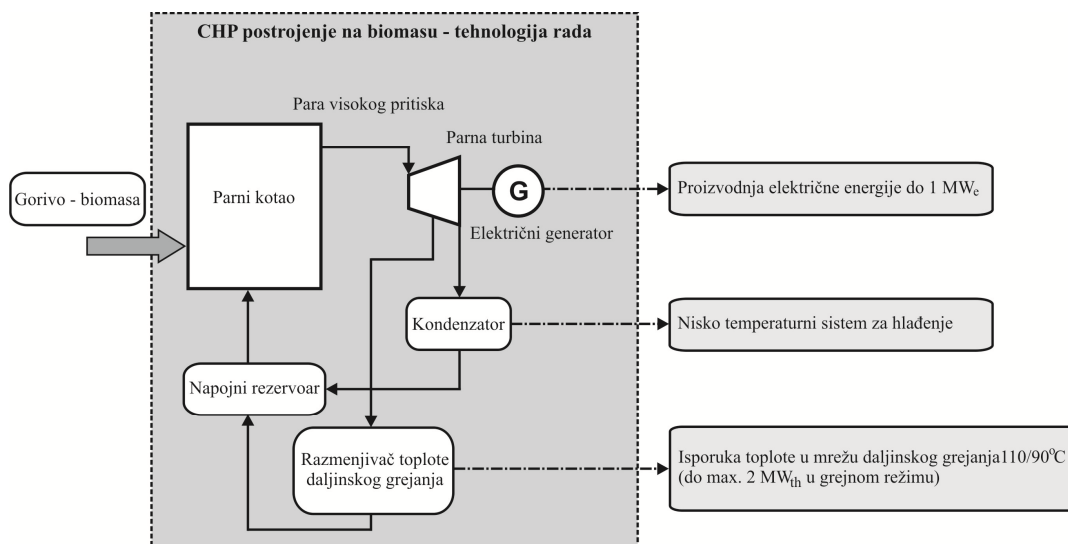 CHP postrojenje na biomasu - tehnologija rada
Para visokog pritiska
Parna turbina
Gorivo - biomasa
Parni kotao
G
Proizvodnja električne energije do 1 MWe
Električni generator
Kondenzator
Nisko temperaturni sistem za hlađenje
Napojni rezervoar
Razmenjivač toplote
daljinskog grejanja
Isporuka toplote u mrežu daljinskog grejanja110/90°C
(do max. 2 MWth u grejnom režimu)